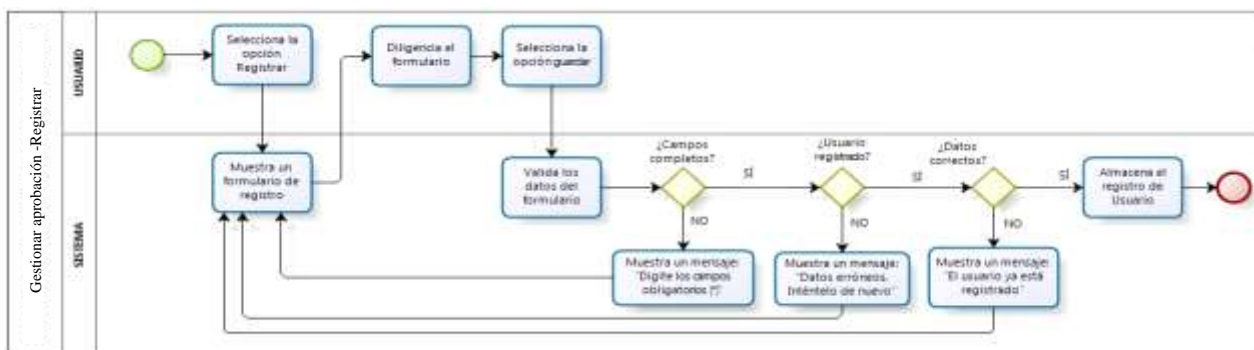 Gestionar aprobación -Registrar
USUARIO
Selecciona la
opción
Registrar
Diligencia el
formulario
Selecciona la
opción guardar
SISTEMA
Muestra un
formulario de
registro
Valida los
datos del
formulario
¿Campos
completos?
SÍ
NO
¿Usuario
registrado?
SÍ
NO
¿Datos
correctos?
SÍ
NO
Almacena el
registro de
Usuario
Muestra un mensaje:
"Digite los campos
obligatorios (*)"
Muestra un mensaje:
"Datos erróneos.
Inténtelo de nuevo"
Muestra un mensaje:
"El usuario ya está
registrado"